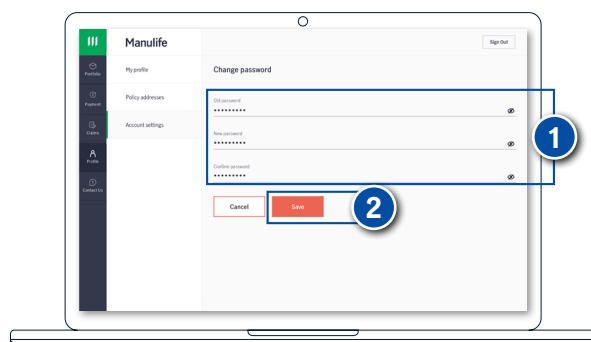 Manulife
Sign Out
Portfolio
My profile
Change password
Payment
Policy addresses
Old password
Claims
Account settings
New password
Profile
Confirm password
Contact Us
Cancel
Save
1
2